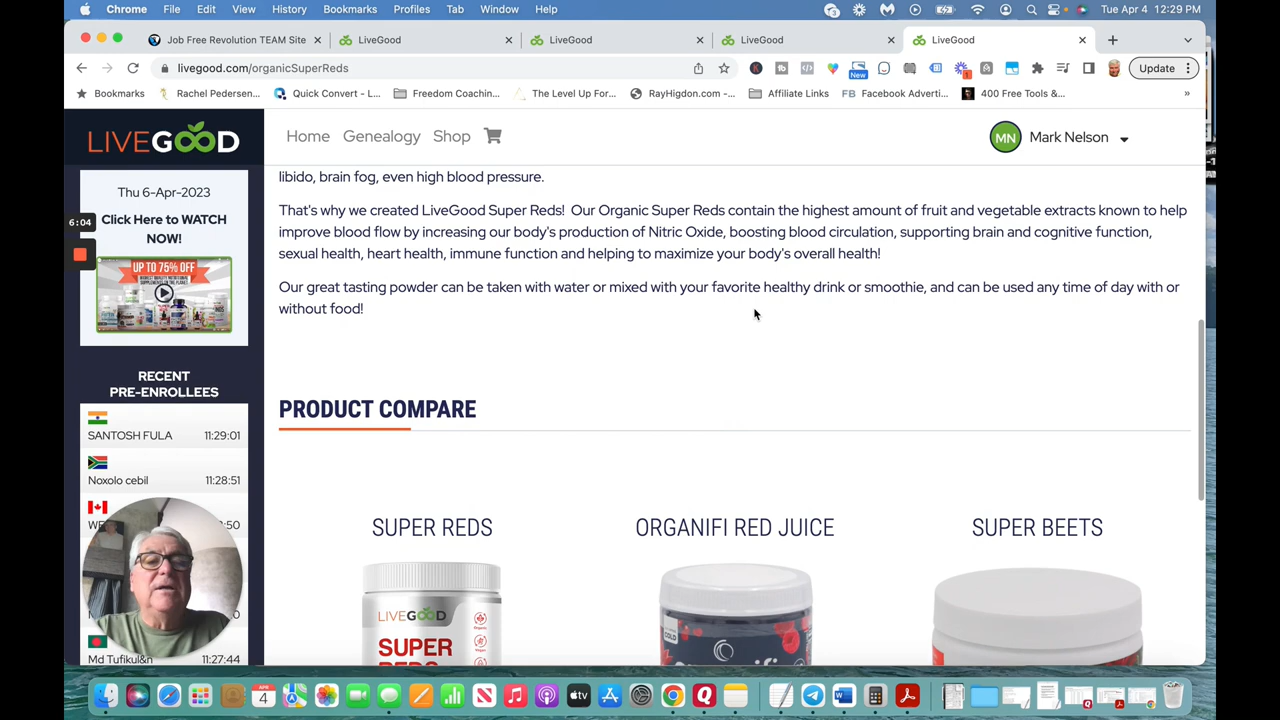 Chrome File Edit View History Bookmarks Profiles Tab Window Help Tue Apr 4 12:29 PM
Job Free Revolution TEAM Site LiveGood LiveGood LiveGood LiveGood
livegood.com/organicSuperReds New 1 Update
Bookmarks Rachel Pedersen... Quick Convert - L... Freedom Coachin... The Level Up For... RayHigdon.com -... Affiliate Links FB Facebook Adverti... 400 Free Tools &... »
LIVEGOOD Home Genealogy Shop MN Mark Nelson
Thu 6-Apr-2023
6:04
Click Here to WATCH
NOW!
UP TO 75% OFF
RECENT
PRE-ENROLLEES
SANTOSH FULA 11:29:01
Noxolo cebil 11:28:51
WE :50
Md Tufikul&n 11:27:44
libido, brain fog, even high blood pressure.
That's why we created LiveGood Super Reds! Our Organic Super Reds contain the highest amount of fruit and vegetable extracts known to help
improve blood flow by increasing our body's production of Nitric Oxide, boosting blood circulation, supporting brain and cognitive function,
sexual health, heart health, immune function and helping to maximize your body's overall health!
Our great tasting powder can be taken with water or mixed with your favorite healthy drink or smoothie, and can be used any time of day with or
without food!
PRODUCT COMPARE
SUPER REDS ORGANIFI RED JUICE SUPER BEETS
LIVEGOOD
SUPER
REDS
COLD
APR
4
tv